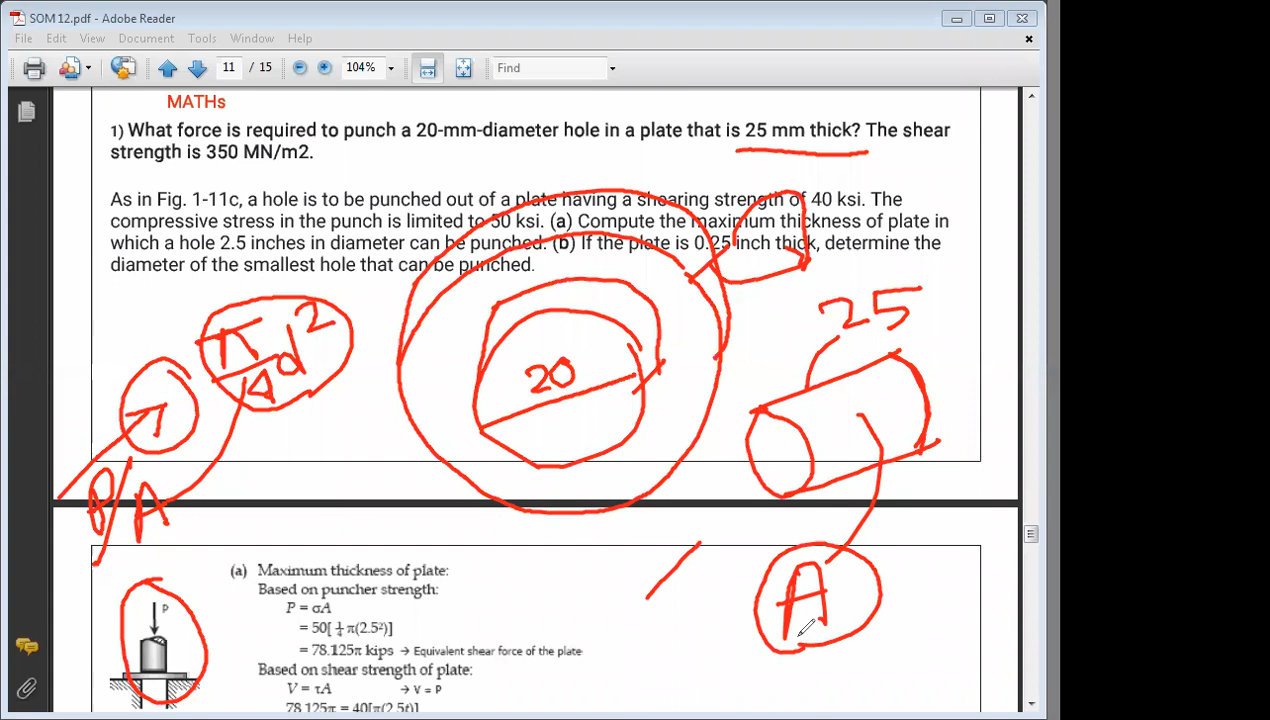 SOM 12.pdf - Adobe Reader
File Edit View Document Tools Window Help
11 / 15 104% Find
MATHs
1) What force is required to punch a 20-mm-diameter hole in a plate that is 25 mm thick? The shear
strength is 350 MN/m2.
As in Fig. 1-11c, a hole is to be punched out of a plate having a shearing strength of 40 ksi. The
compressive stress in the punch is limited to 50 ksi. (a) Compute the maximum thickness of plate in
which a hole 2.5 inches in diameter can be punched. (b) If the plate is 0.25 inch thick, determine the
diameter of the smallest hole that can be punched.
π/4 d²
20
25
P/A
A
(a) Maximum thickness of plate:
Based on puncher strength:
P = σA
= 50[ ¼ π(2.5²)]
= 78.125π kips → Equivalent shear force of the plate
Based on shear strength of plate:
V = τA → V = P
78.125π = 40[π(2.5t)]
P